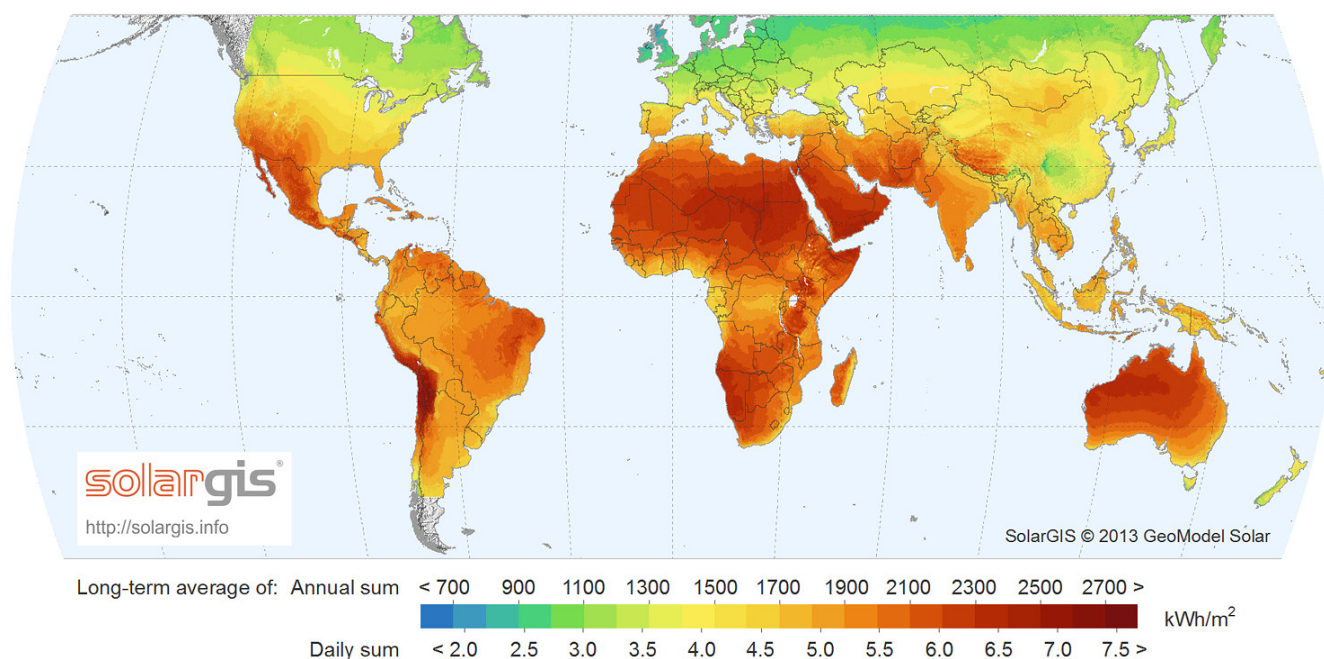 solargis®
http://solargis.info
SolarGIS © 2013 GeoModel Solar
Long-term average of: Annual sum < 700 900 1100 1300 1500 1700 1900 2100 2300 2500 2700 >
kWh/m²
Daily sum < 2.0 2.5 3.0 3.5 4.0 4.5 5.0 5.5 6.0 6.5 7.0 7.5 >